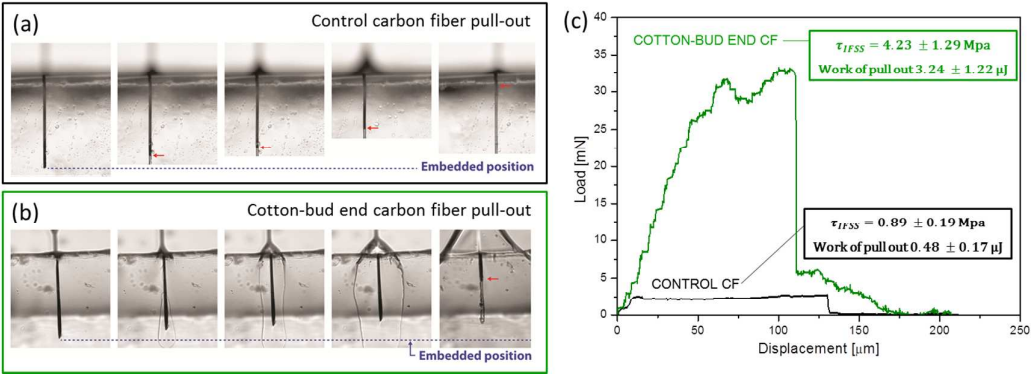 (a)
Control carbon fiber pull-out
Embedded position
(b)
Cotton-bud end carbon fiber pull-out
Embedded position
(c)
40
35
30
25
20
15
10
5
0
Load [mN]
COTTON-BUD END CF
τIFSS = 4.23 ± 1.29 Mpa
Work of pull out 3.24 ± 1.22 μJ
τIFSS = 0.89 ± 0.19 Mpa
Work of pull out 0.48 ± 0.17 μJ
CONTROL CF
0 50 100 150 200 250
Displacement [μm]